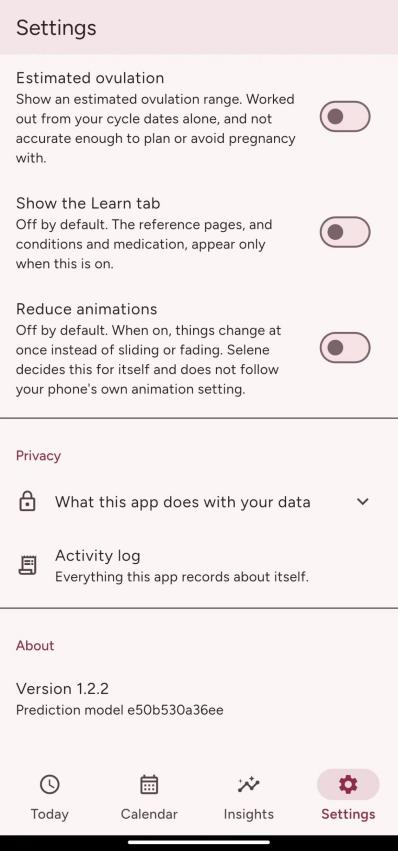 Settings
Estimated ovulation
Show an estimated ovulation range. Worked
out from your cycle dates alone, and not
accurate enough to plan or avoid pregnancy
with.
Show the Learn tab
Off by default. The reference pages, and
conditions and medication, appear only
when this is on.
Reduce animations
Off by default. When on, things change at
once instead of sliding or fading. Selene
decides this for itself and does not follow
your phone's own animation setting.
Privacy
What this app does with your data
Activity log
Everything this app records about itself.
About
Version 1.2.2
Prediction model e50b530a36ee
Today
Calendar
Insights
Settings